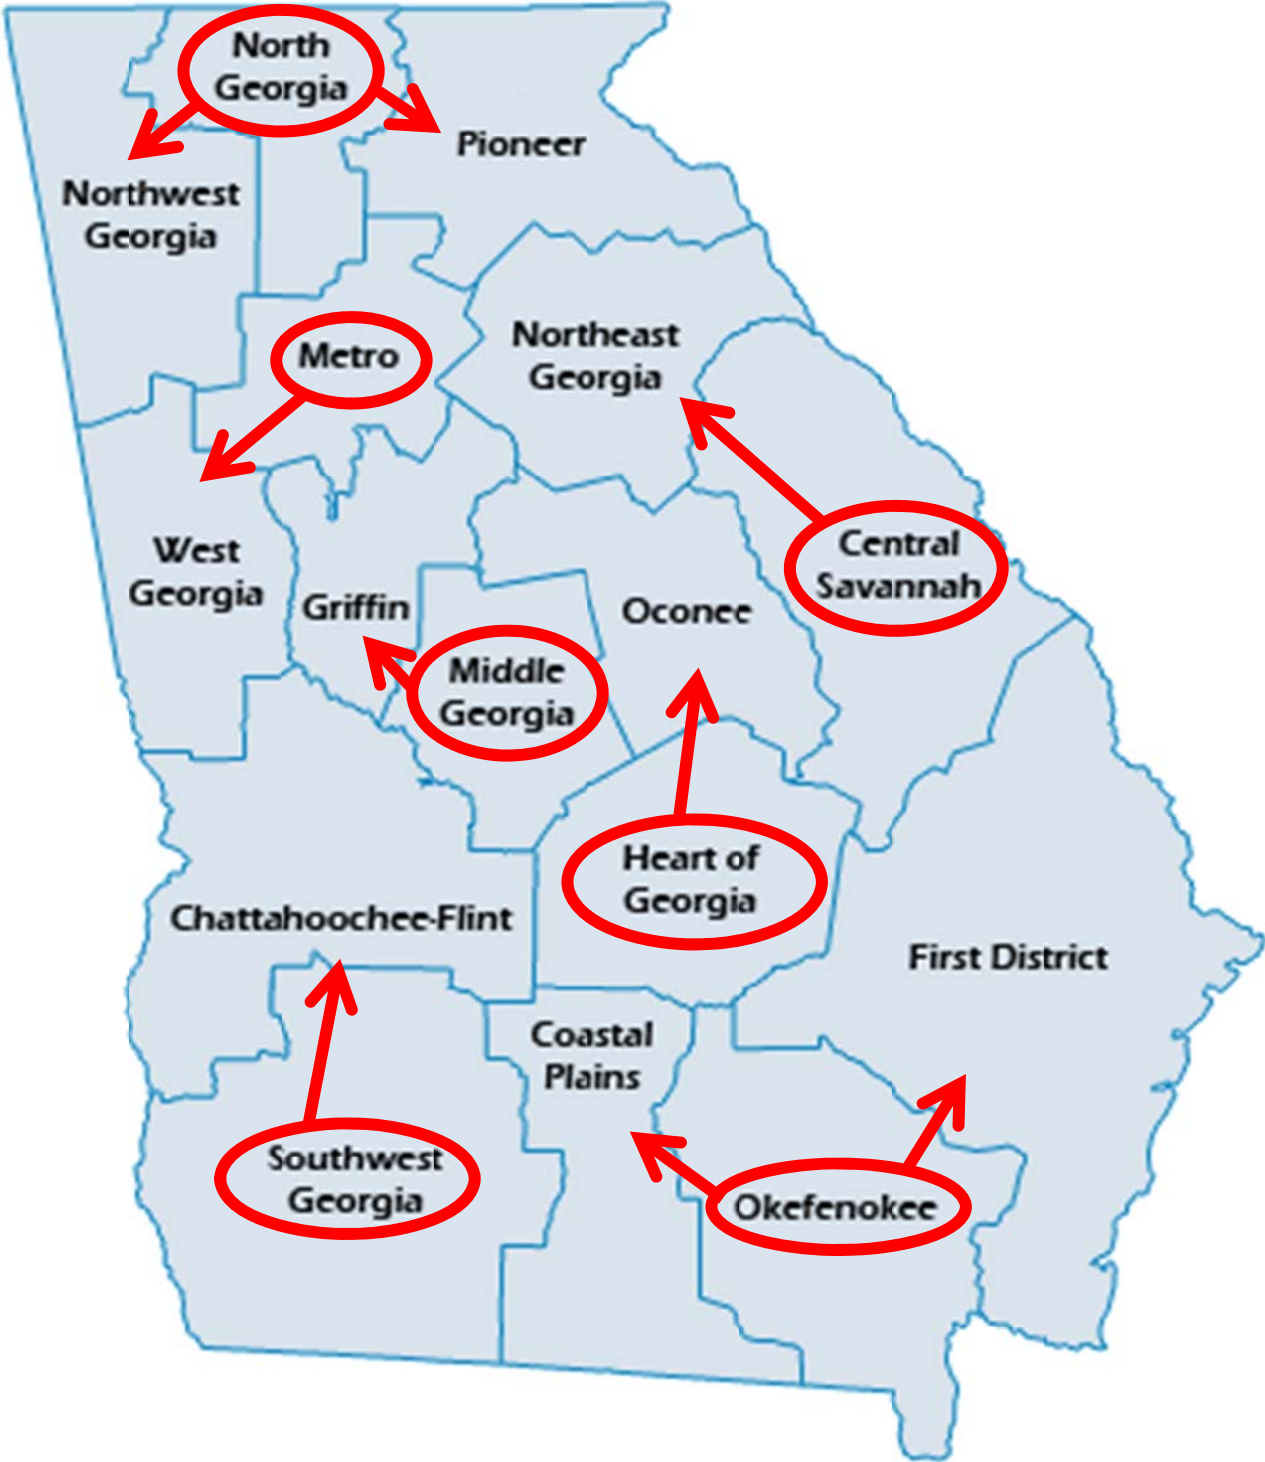 North
Georgia
Pioneer
Northwest
Georgia
Northeast
Georgia
Metro
Central
Savannah
West
Georgia
Griffin
Oconee
Middle
Georgia
Heart of
Georgia
Chattahoochee-Flint
First District
Coastal
Plains
Southwest
Georgia
Okefenokee